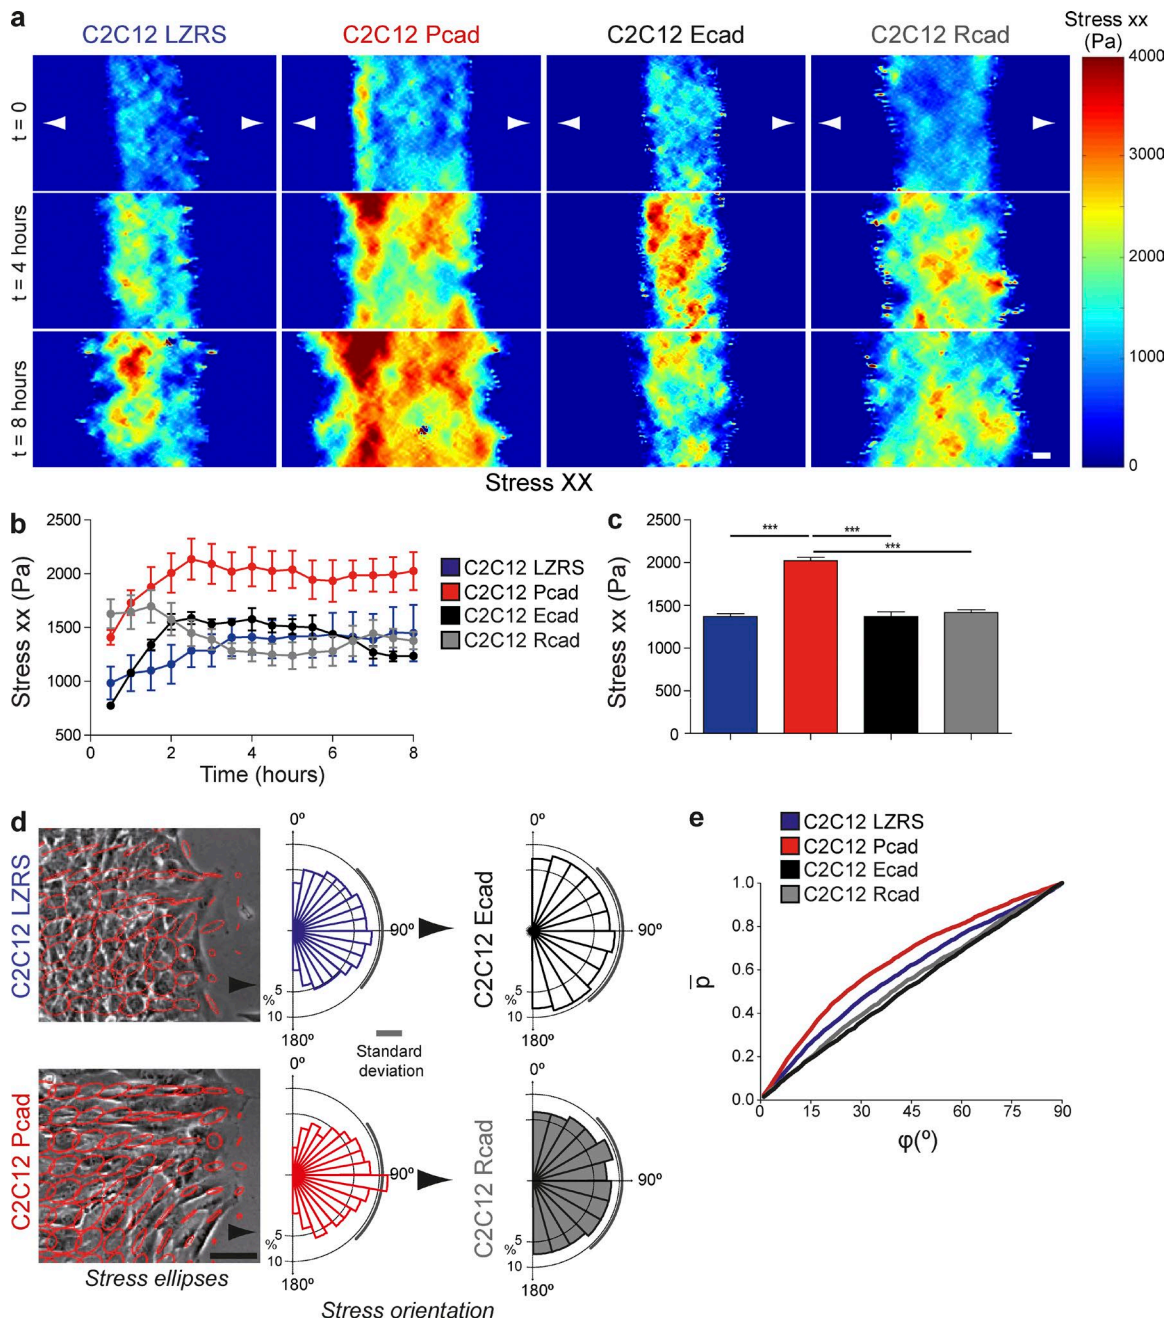 a
C2C12 LZRS C2C12 Pcad C2C12 Ecad C2C12 Rcad
Stress xx
(Pa)
4000
3000
2000
1000
0
t = 0
t = 4 hours
t = 8 hours
Stress XX
b
2500
2000
1500
1000
500
0 2 4 6 8
Stress xx (Pa)
Time (hours)
C2C12 LZRS
C2C12 Pcad
C2C12 Ecad
C2C12 Rcad
c
2500
2000
1500
1000
500
0
Stress xx (Pa)
***
***
***
d
C2C12 LZRS
0º
90º
5
%
10
180º
C2C12 Ecad
0º
90º
5
%
10
180º
Standard
deviation
C2C12 Pcad
0º
90º
5
%
10
180º
C2C12 Rcad
0º
90º
5
%
10
180º
Stress ellipses
Stress orientation
e
C2C12 LZRS
C2C12 Pcad
C2C12 Ecad
C2C12 Rcad
p̅
1.0
0.8
0.6
0.4
0.2
0.0
0 15 30 45 60 75 90
φ(º)